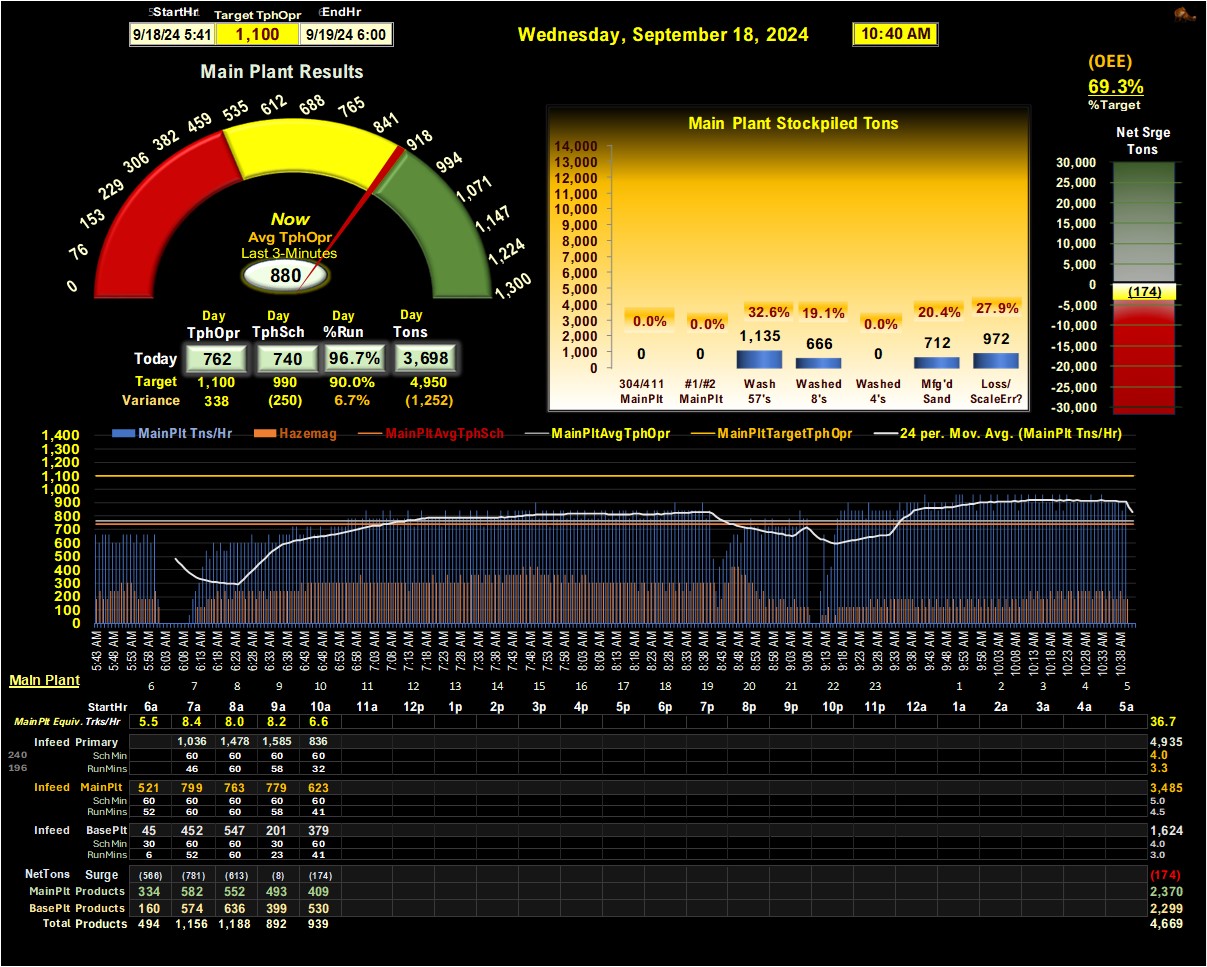 StartHr Target TphOpr EndHr
9/18/24 5:41 1,100 9/19/24 6:00
Wednesday, September 18, 2024 10:40 AM
(OEE)
69.3%
%Target
Main Plant Results
0 76 153 229 306 382 459 535 612 688 765 841 918 994 1,071 1,147 1,224 1,300
Now
Avg TphOpr
Last 3-Minutes
880
Day Day Day Day
TphOpr TphSch %Run Tons
Today 762 740 96.7% 3,698
Target 1,100 990 90.0% 4,950
Variance 338 (250) 6.7% (1,252)
Main Plant Stockpiled Tons
14,000
13,000
12,000
11,000
10,000
9,000
8,000
7,000
6,000
5,000
4,000
3,000
2,000
1,000
0
0.0% 0.0% 32.6% 19.1% 0.0% 20.4% 27.9%
0 0 1,135 666 0 712 972
304/411 #1/#2 Wash Washed Washed Mfg'd Loss/
MainPlt MainPlt 57's 8's 4's Sand ScaleErr?
Net Srge
Tons
30,000
25,000
20,000
15,000
10,000
5,000
0
(174)
-5,000
-10,000
-15,000
-20,000
-25,000
-30,000
MainPlt Tns/Hr Hazemag MainPltAvgTphSch MainPltAvgTphOpr MainPltTargetTphOpr 24 per. Mov. Avg. (MainPlt Tns/Hr)
1,400
1,300
1,200
1,100
1,000
900
800
700
600
500
400
300
200
100
0
5:43 AM 5:48 AM 5:53 AM 5:58 AM 6:03 AM 6:08 AM 6:13 AM 6:18 AM 6:23 AM 6:28 AM 6:33 AM 6:38 AM 6:43 AM 6:48 AM 6:53 AM 6:58 AM 7:03 AM 7:08 AM 7:13 AM 7:18 AM 7:23 AM 7:28 AM 7:33 AM 7:38 AM 7:43 AM 7:48 AM 7:53 AM 7:58 AM 8:03 AM 8:08 AM 8:13 AM 8:18 AM 8:23 AM 8:28 AM 8:33 AM 8:38 AM 8:43 AM 8:48 AM 8:53 AM 8:58 AM 9:03 AM 9:08 AM 9:13 AM 9:18 AM 9:23 AM 9:28 AM 9:33 AM 9:38 AM 9:43 AM 9:48 AM 9:53 AM 9:58 AM 10:03 AM 10:08 AM 10:13 AM 10:18 AM 10:23 AM 10:28 AM 10:33 AM 10:38 AM
Main Plant 6 7 8 9 10 11 12 13 14 15 16 17 18 19 20 21 22 23 1 2 3 4 5
StartHr 6a 7a 8a 9a 10a 11a 12p 1p 2p 3p 4p 5p 6p 7p 8p 9p 10p 11p 12a 1a 2a 3a 4a 5a
MainPlt Equiv. Trks/Hr 5.5 8.4 8.0 8.2 6.6 36.7
Infeed Primary 1,036 1,478 1,585 836 4,935
240 SchMin 60 60 60 60 4.0
196 RunMins 46 60 58 32 3.3
Infeed MainPlt 521 799 763 779 623 3,485
SchMin 60 60 60 60 60 5.0
RunMins 52 60 60 58 41 4.5
Infeed BasePlt 45 452 547 201 379 1,624
SchMin 30 60 60 30 60 4.0
RunMins 6 52 60 23 41 3.0
NetTons Surge (566) (781) (613) (8) (174) (174)
MainPlt Products 334 582 552 493 409 2,370
BasePlt Products 160 574 636 399 530 2,299
Total Products 494 1,156 1,188 892 939 4,669